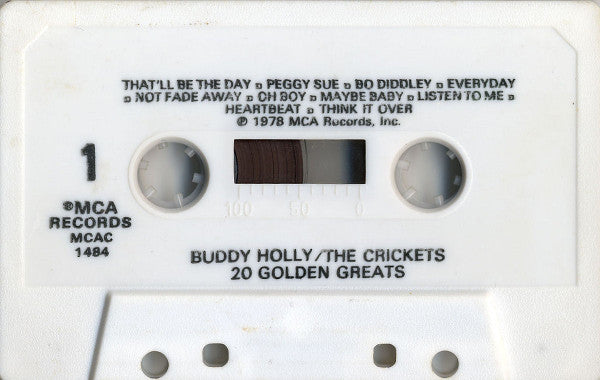 THAT'LL BE THE DAY ▫ PEGGY SUE ▫ BO DIDDLEY ▫ EVERYDAY
▫ NOT FADE AWAY ▫ OH BOY ▫ MAYBE BABY ▫ LISTEN TO ME ▫
HEARTBEAT ▫ THINK IT OVER
℗ 1978 MCA Records, Inc.
1
®MCA
RECORDS
MCAC
1484
100 50 0
BUDDY HOLLY/THE CRICKETS
20 GOLDEN GREATS